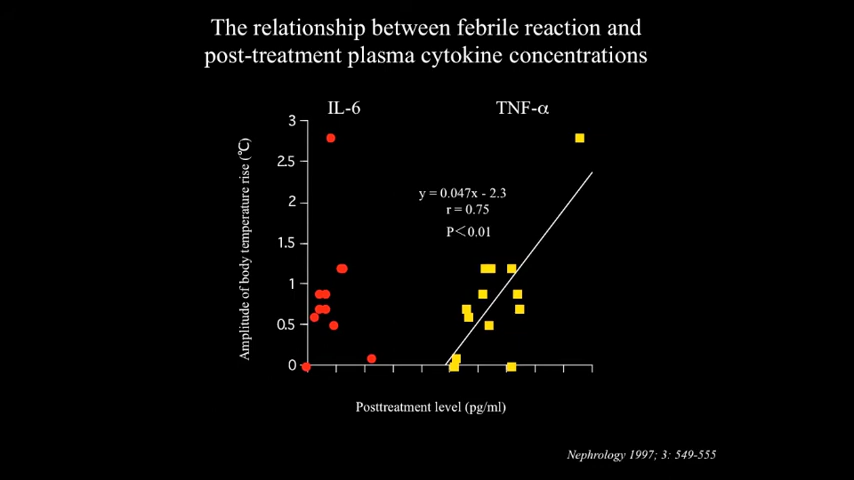 The relationship between febrile reaction and
post-treatment plasma cytokine concentrations
IL-6
TNF-α
Amplitude of body temperature rise (℃)
3
2.5
2
1.5
1
0.5
0
y = 0.047x - 2.3
r = 0.75
P＜0.01
Posttreatment level (pg/ml)
Nephrology 1997; 3: 549-555